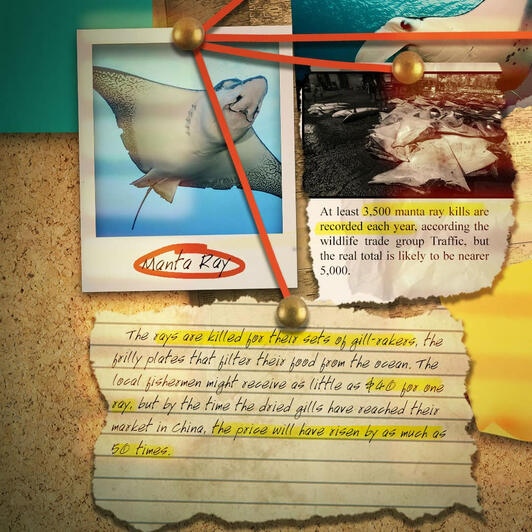 Manta Ray
At least 3,500 manta ray kills are
recorded each year, according the
wildlife trade group Traffic, but
the real total is likely to be nearer
5,000.
The rays are killed for their sets of gill-rakers, the
frilly plates that filter their food from the ocean. The
local fishermen might receive as little as $40 for one
ray, but by the time the dried gills have reached their
market in China, the price will have risen by as much as
50 times.